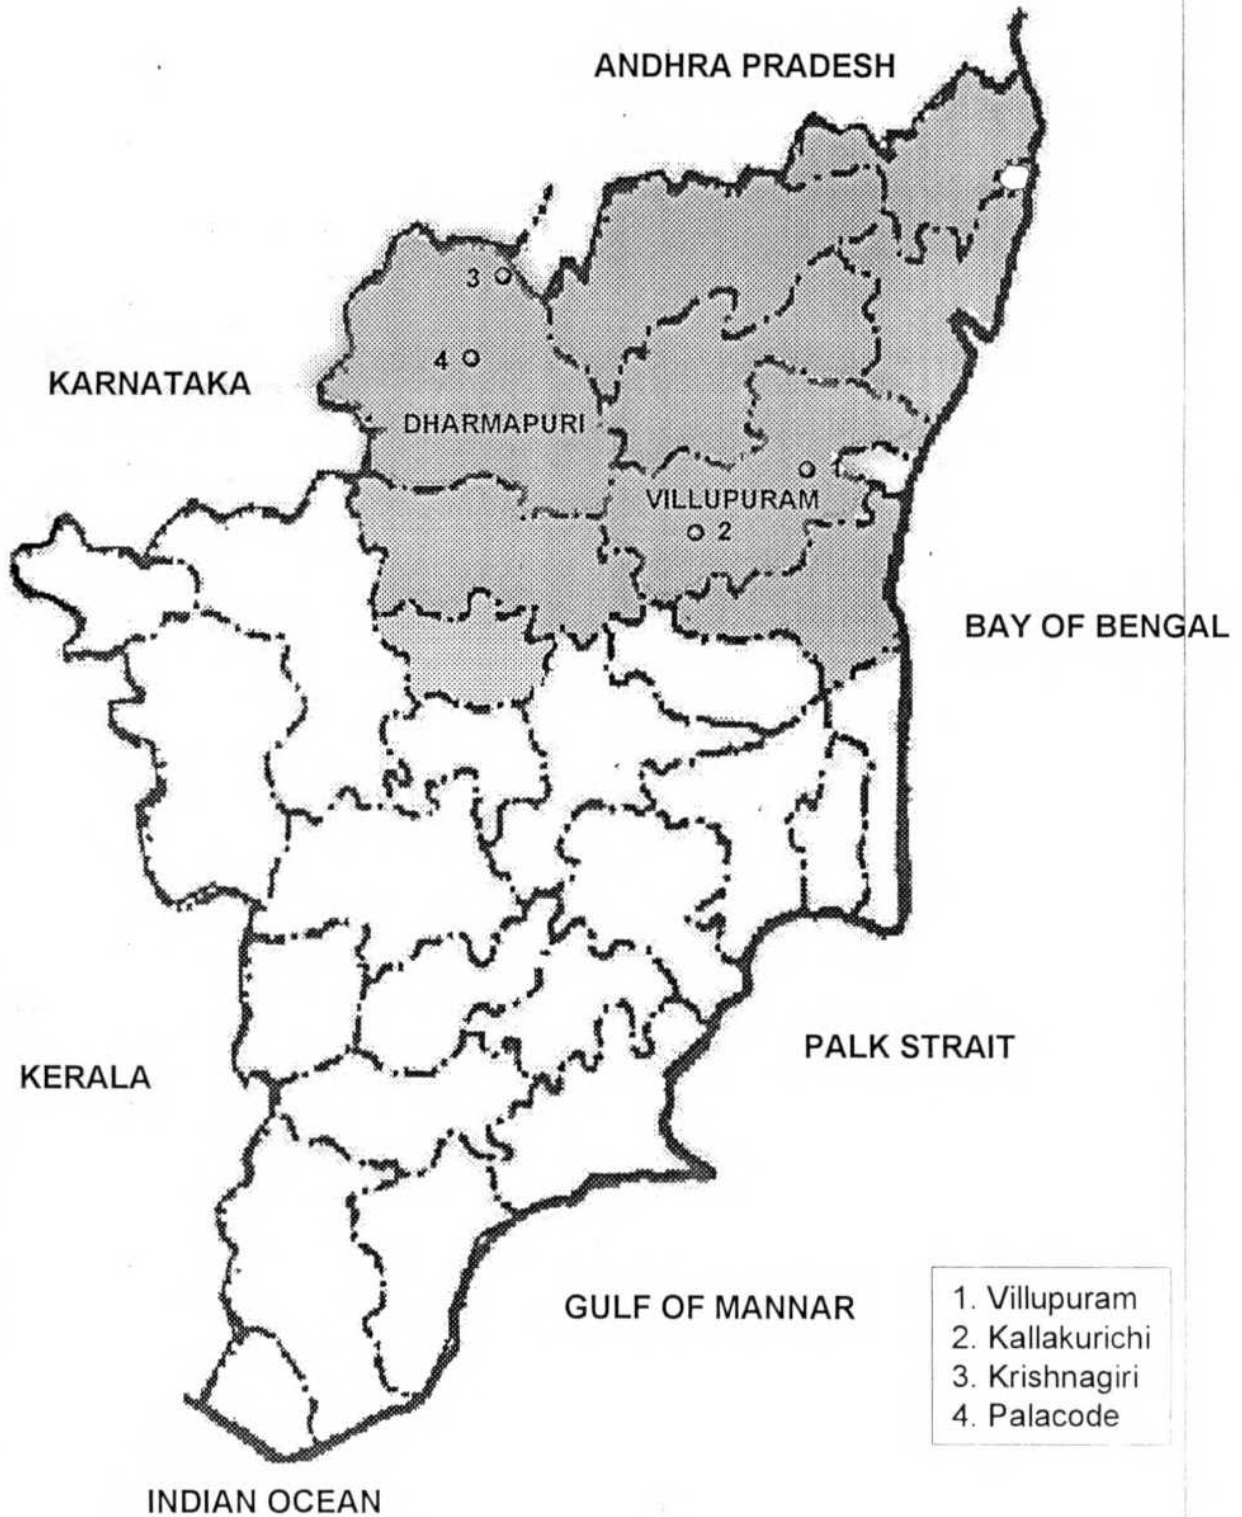 ANDHRA PRADESH
3
4
KARNATAKA
DHARMAPURI
1
VILLUPURAM
2
BAY OF BENGAL
PALK STRAIT
KERALA
GULF OF MANNAR
1. Villupuram
2. Kallakurichi
3. Krishnagiri
4. Palacode
INDIAN OCEAN